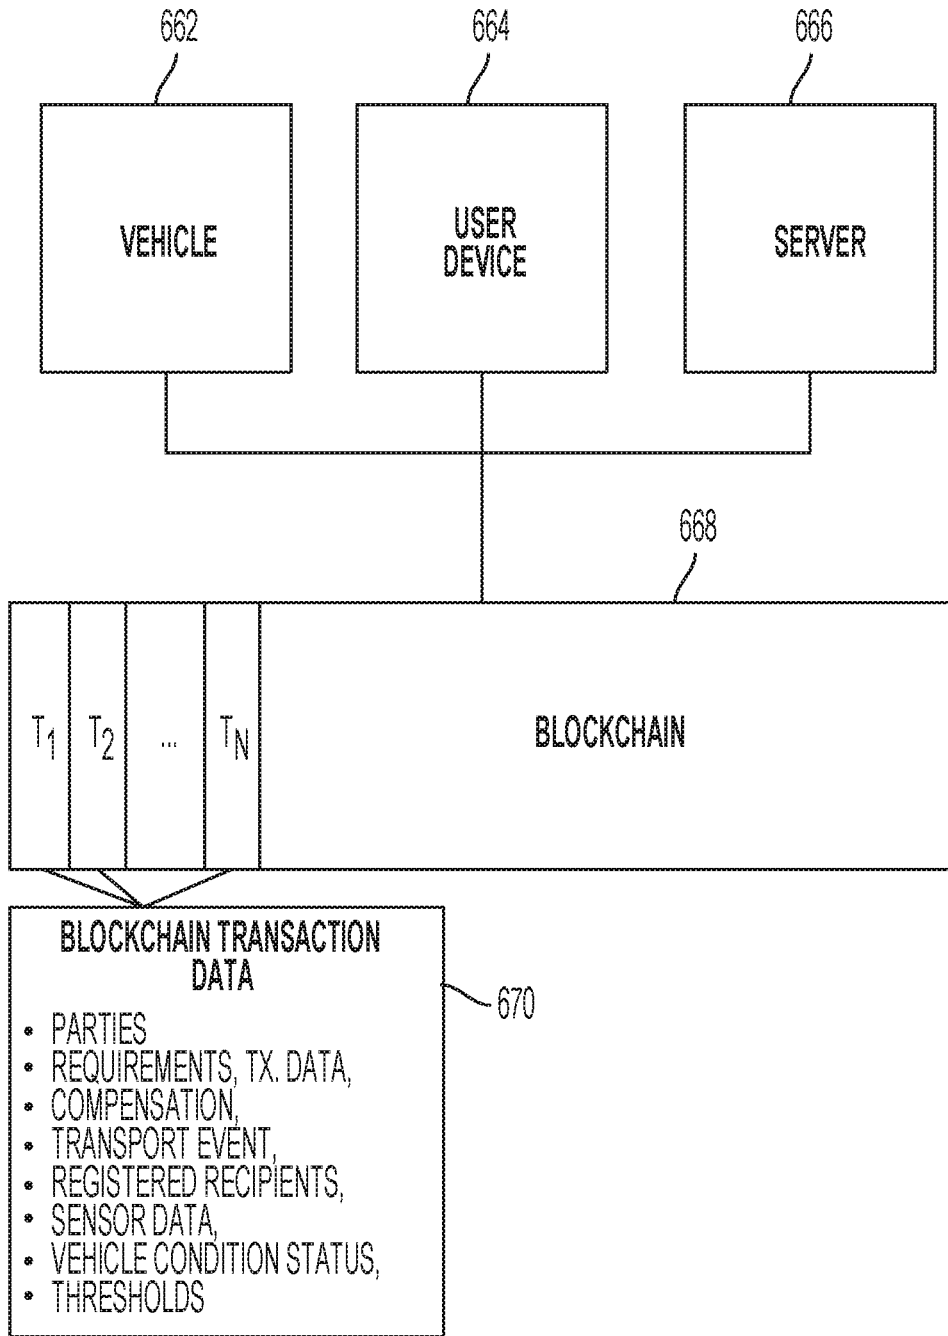 662
664
666
VEHICLE
USER
DEVICE
SERVER
668
T1
T2
...
TN
BLOCKCHAIN
BLOCKCHAIN TRANSACTION
DATA
670
• PARTIES
• REQUIREMENTS, TX. DATA,
• COMPENSATION,
• TRANSPORT EVENT,
• REGISTERED RECIPIENTS,
• SENSOR DATA,
• VEHICLE CONDITION STATUS,
• THRESHOLDS